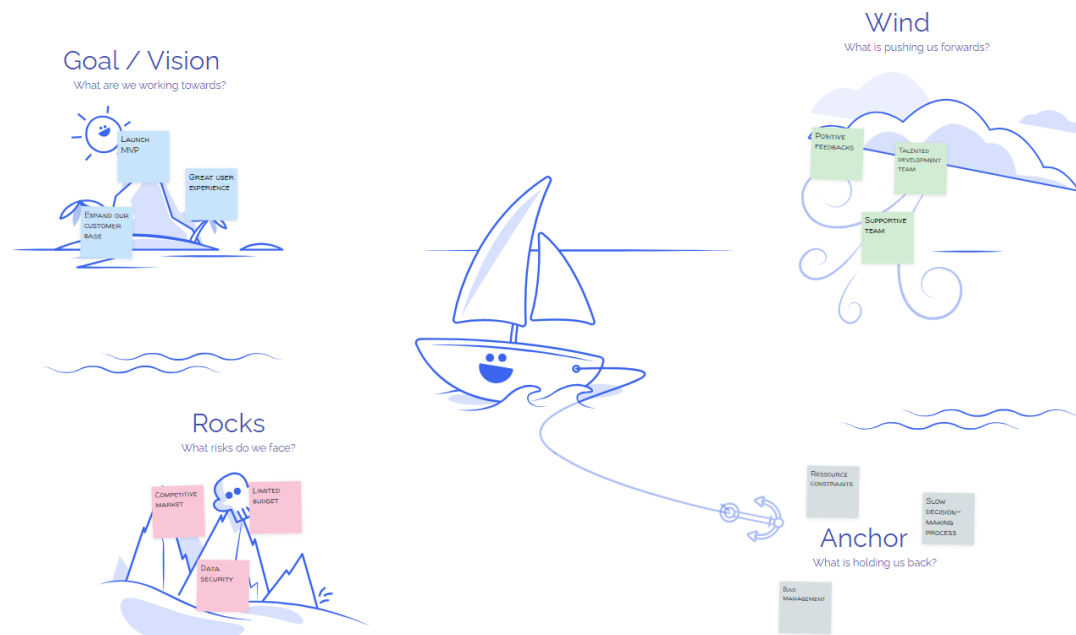 Goal / Vision
What are we working towards?
Launch
MVP
Great user
experience
Expand our
customer
base
Wind
What is pushing us forwards?
Positive
feedbacks
Talented
development
team
Supportive
team
Rocks
What risks do we face?
Competitive
market
Limited
budget
Data
security
Ressource
constraints
Slow
decision-
making
process
Anchor
What is holding us back?
Bad
management